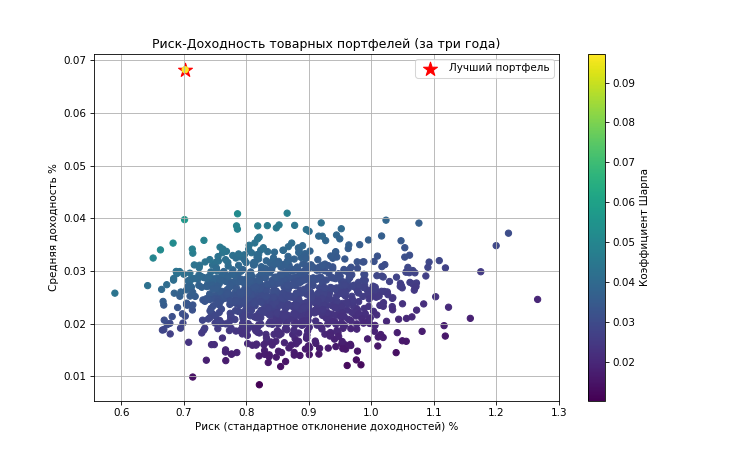 Риск-Доходность товарных портфелей (за три года)
Лучший портфель
Средняя доходность %
0.07
0.06
0.05
0.04
0.03
0.02
0.01
0.6 0.7 0.8 0.9 1.0 1.1 1.2 1.3
Риск (стандартное отклонение доходностей) %
0.09
0.08
0.07
0.06
0.05
0.04
0.03
0.02
Коэффициент Шарпа